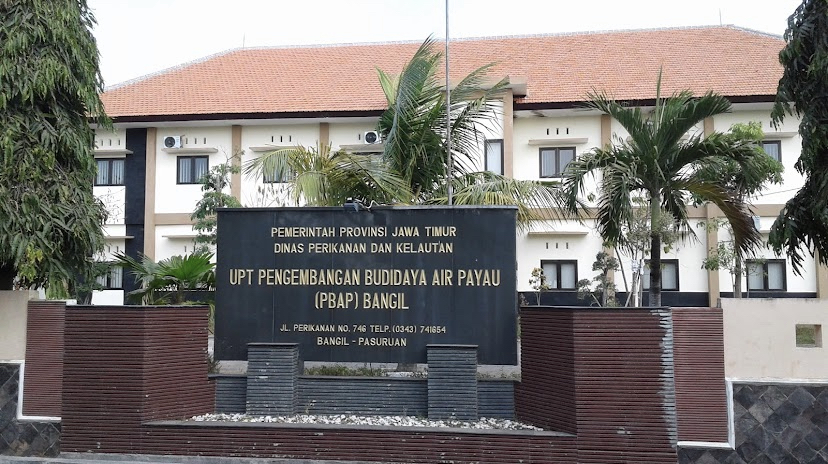 PEMERINTAH PROVINSI JAWA TIMUR
DINAS PERIKANAN DAN KELAUTAN
UPT PENGEMBANGAN BUDIDAYA AIR PAYAU
(PBAP) BANGIL
JL. PERIKANAN NO. 746 TELP. (0343) 741654
BANGIL - PASURUAN